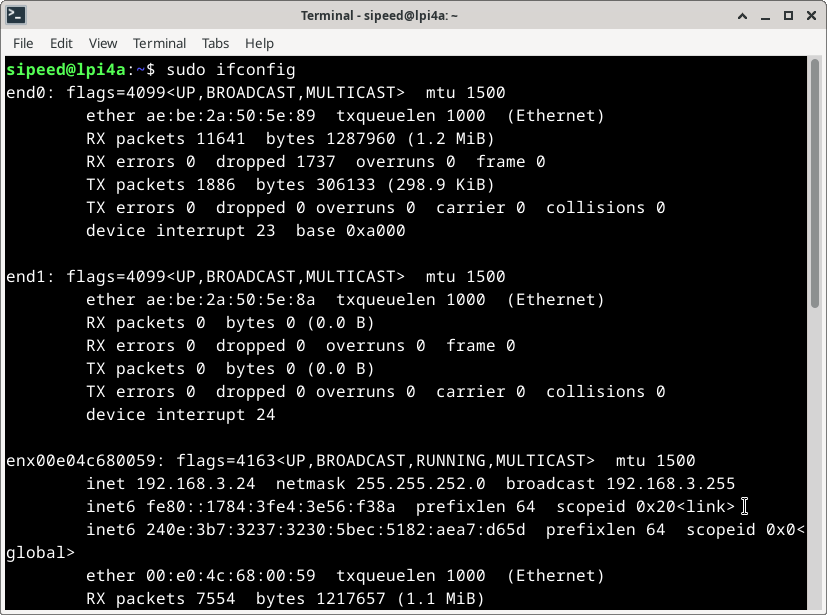 Terminal - sipeed@lpi4a: ~
File Edit View Terminal Tabs Help
sipeed@lpi4a:~$ sudo ifconfig
end0: flags=4099<UP,BROADCAST,MULTICAST>  mtu 1500
        ether ae:be:2a:50:5e:89  txqueuelen 1000  (Ethernet)
        RX packets 11641  bytes 1287960 (1.2 MiB)
        RX errors 0  dropped 1737  overruns 0  frame 0
        TX packets 1886  bytes 306133 (298.9 KiB)
        TX errors 0  dropped 0 overruns 0  carrier 0  collisions 0
        device interrupt 23  base 0xa000

end1: flags=4099<UP,BROADCAST,MULTICAST>  mtu 1500
        ether ae:be:2a:50:5e:8a  txqueuelen 1000  (Ethernet)
        RX packets 0  bytes 0 (0.0 B)
        RX errors 0  dropped 0  overruns 0  frame 0
        TX packets 0  bytes 0 (0.0 B)
        TX errors 0  dropped 0 overruns 0  carrier 0  collisions 0
        device interrupt 24

enx00e04c680059: flags=4163<UP,BROADCAST,RUNNING,MULTICAST>  mtu 1500
        inet 192.168.3.24  netmask 255.255.252.0  broadcast 192.168.3.255
        inet6 fe80::1784:3fe4:3e56:f38a  prefixlen 64  scopeid 0x20<link>
        inet6 240e:3b7:3237:3230:5bec:5182:aea7:d65d  prefixlen 64  scopeid 0x0<
global>
        ether 00:e0:4c:68:00:59  txqueuelen 1000  (Ethernet)
        RX packets 7554  bytes 1217657 (1.1 MiB)